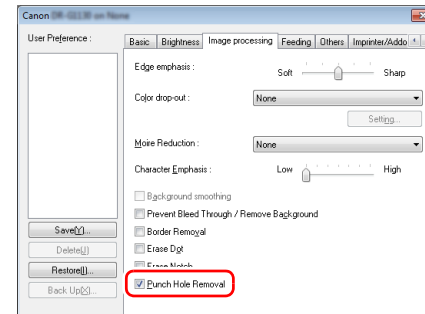 Canon on None
User Preference :
Basic Brightness Image processing Feeding Others Imprinter/Addo
Edge emphasis : Soft Sharp
Color drop-out : None
Setting...
Moire Reduction : None
Character Emphasis : Low High
Background smoothing
Prevent Bleed Through / Remove Background
Border Removal
Save[Y]...
Erase Dot
Delete[J]
Erase Notch
Restore[I]...
Punch Hole Removal
Back Up[X]...